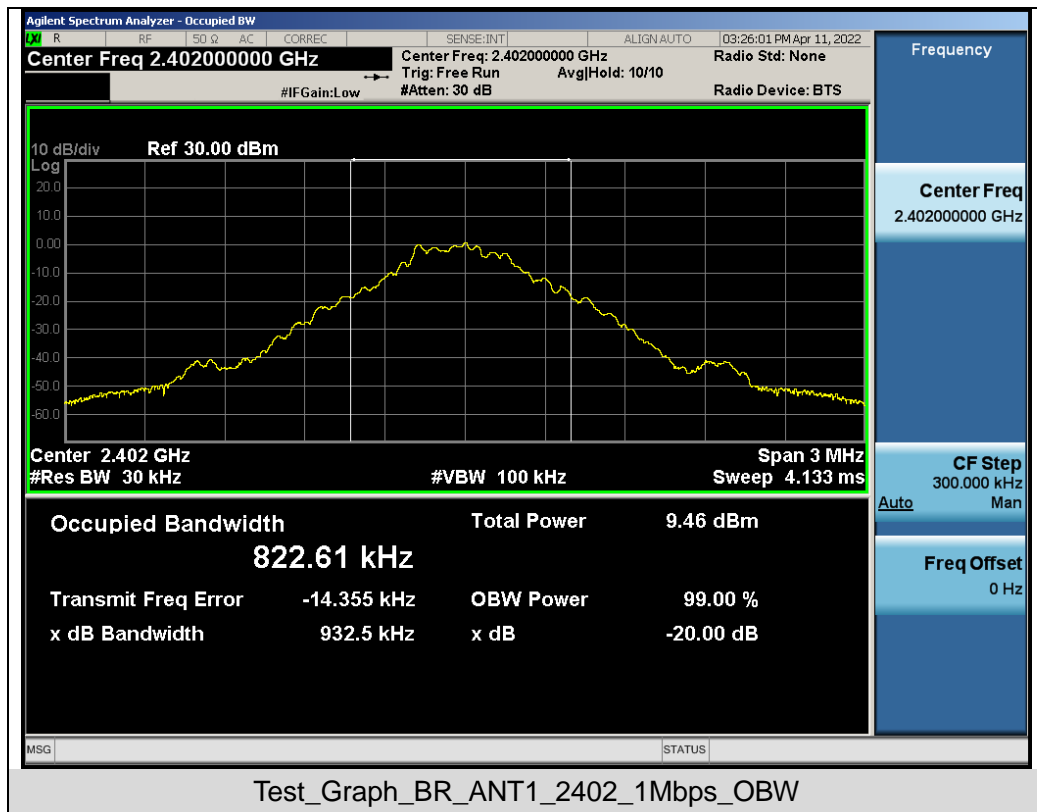 Agilent Spectrum Analyzer - Occupied BW
LXI R RF 50 Ω AC CORREC SENSE:INT ALIGN AUTO 03:26:01 PM Apr 11, 2022
Center Freq 2.402000000 GHz Center Freq: 2.402000000 GHz Radio Std: None
Trig: Free Run Avg|Hold: 10/10
#IFGain:Low #Atten: 30 dB Radio Device: BTS
10 dB/div Ref 30.00 dBm
Log
20.0
10.0
0.00
-10.0
-20.0
-30.0
-40.0
-50.0
-60.0
Center 2.402 GHz Span 3 MHz
#Res BW 30 kHz #VBW 100 kHz Sweep 4.133 ms
Occupied Bandwidth Total Power 9.46 dBm
822.61 kHz
Transmit Freq Error -14.355 kHz OBW Power 99.00 %
x dB Bandwidth 932.5 kHz x dB -20.00 dB
MSG STATUS
Frequency
Center Freq
2.402000000 GHz
CF Step
300.000 kHz
Auto Man
Freq Offset
0 Hz
Test_Graph_BR_ANT1_2402_1Mbps_OBW